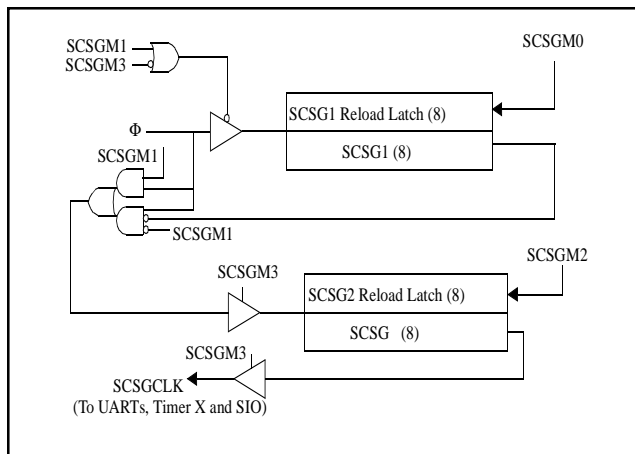 SCSGM1
SCSGM3
SCSGM0
Φ
SCSG1 Reload Latch (8)
SCSG1 (8)
SCSGM1
SCSGM1
SCSGM2
SCSGM3
SCSG2 Reload Latch (8)
SCSG (8)
SCSGM3
SCSGCLK
(To UARTs, Timer X and SIO)